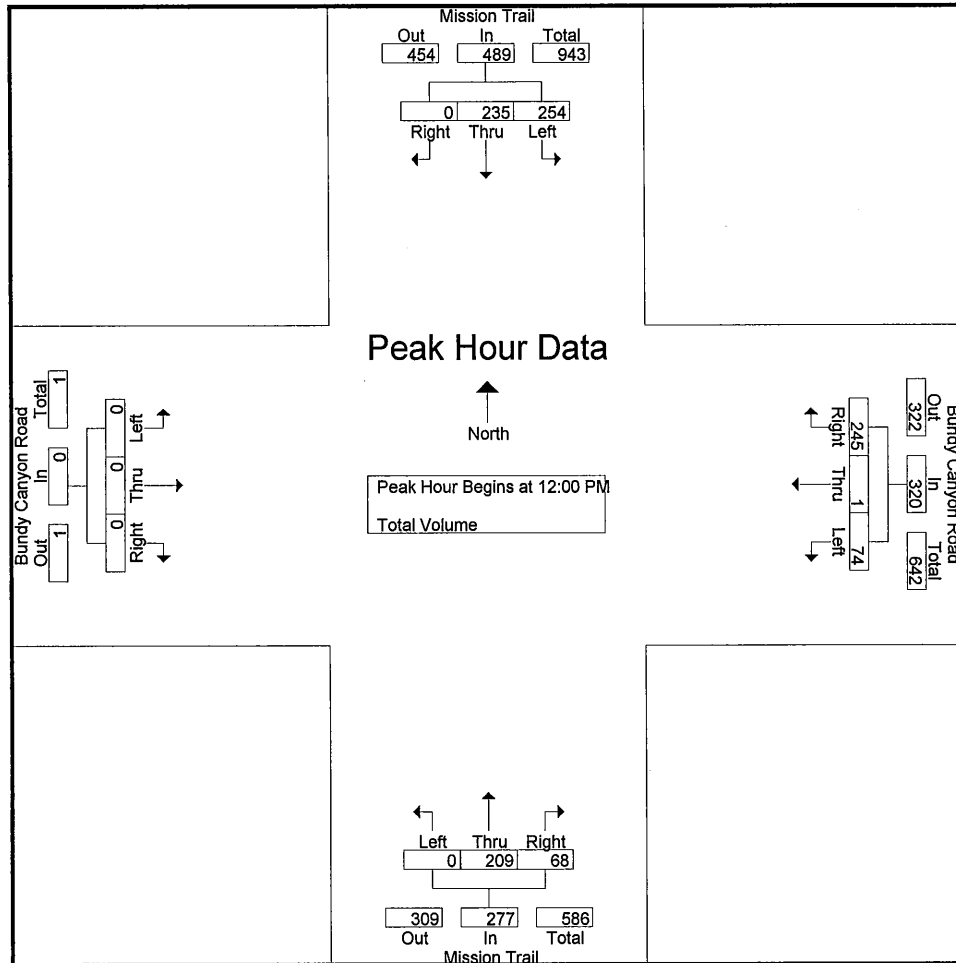 Mission Trail
Out In Total
454 489 943
0 235 254
Right Thru Left
Peak Hour Data
North
Peak Hour Begins at 12:00 PM
Total Volume
Bundy Canyon Road
Total In Out
1 0 1
0 0 0
Left Thru Right
Bundy Canyon Road
Out In Total
322 320 642
245 1 74
Right Thru Left
Left Thru Right
0 209 68
309 277 586
Out In Total
Mission Trail